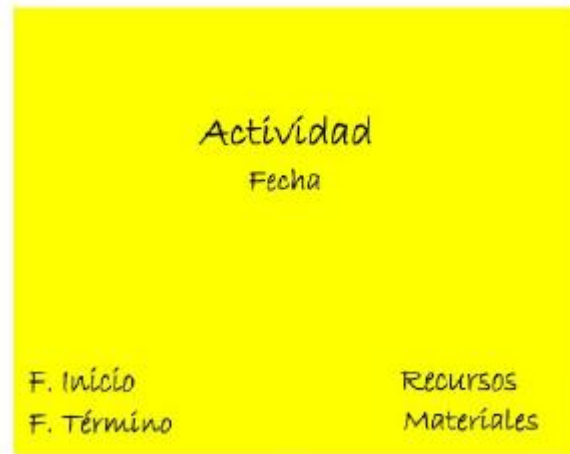 Actividad
Fecha
F. Inicio
Recursos
F. Término
Materiales